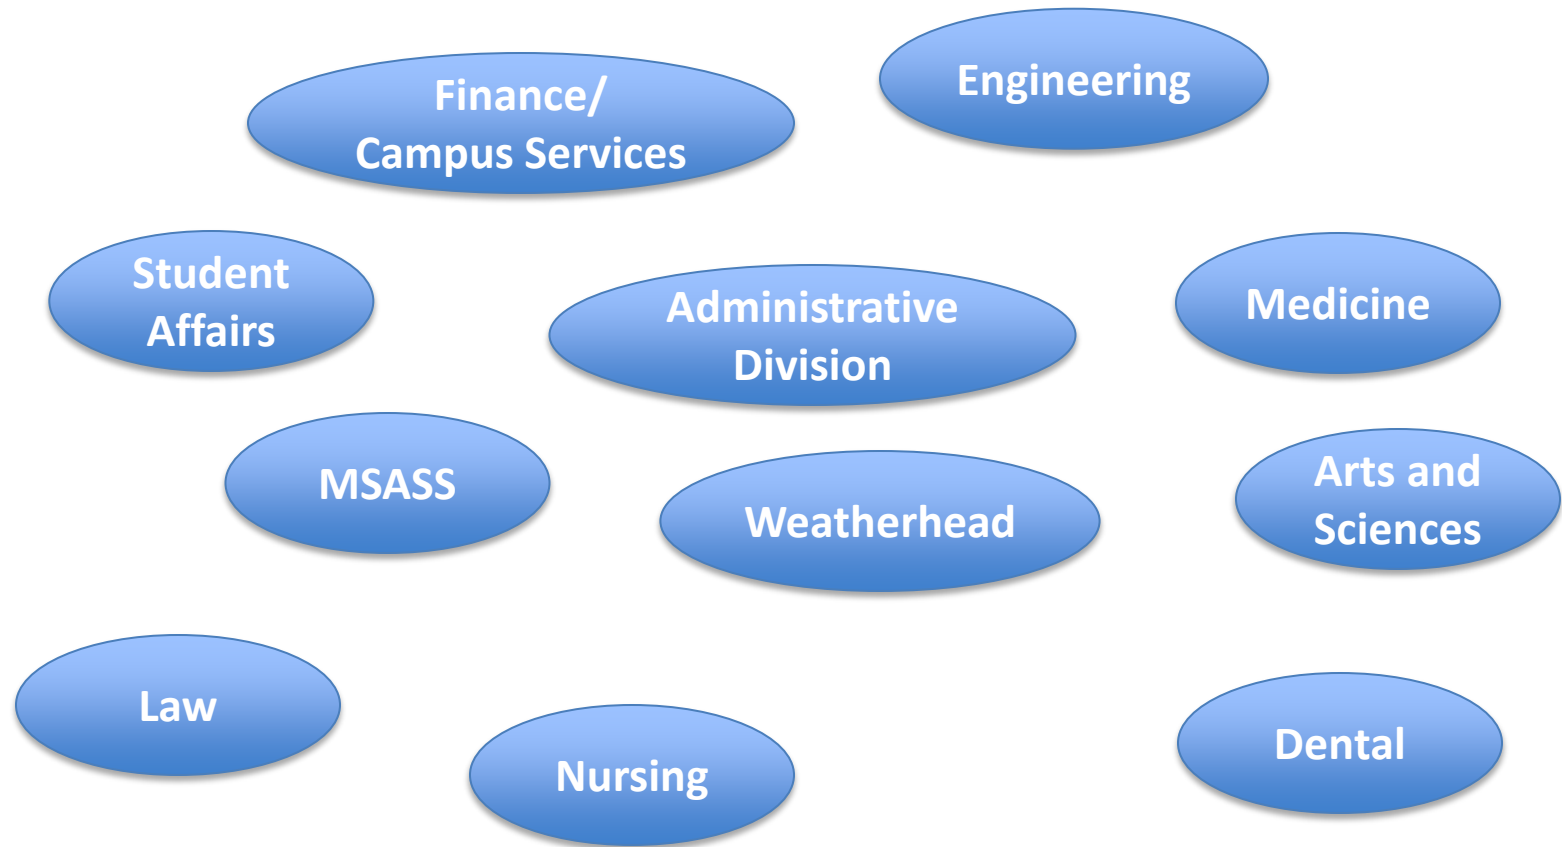 Finance/
Campus Services
Engineering
Student
Affairs
Administrative
Division
Medicine
MSASS
Weatherhead
Arts and
Sciences
Law
Nursing
Dental